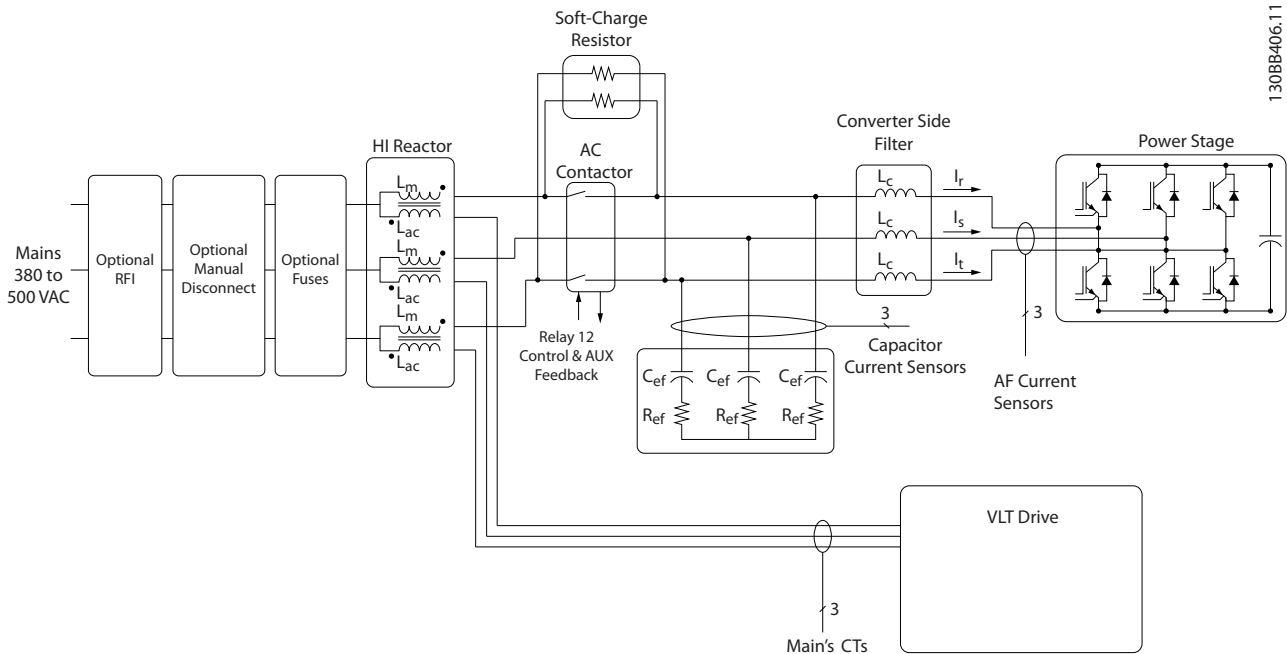 130BB406.11
Soft-Charge
Resistor
HI Reactor
AC
Contactor
Converter Side
Filter
Power Stage
Mains
380 to
500 VAC
Optional
RFI
Optional
Manual
Disconnect
Optional
Fuses
Lm
Lac
Lm
Lac
Lm
Lac
Lc
Lc
Lc
Ir
Is
It
Relay 12
Control & AUX
Feedback
3
Capacitor
Current Sensors
3
AF Current
Sensors
Cef
Cef
Cef
Ref
Ref
Ref
VLT Drive
3
Main's CTs